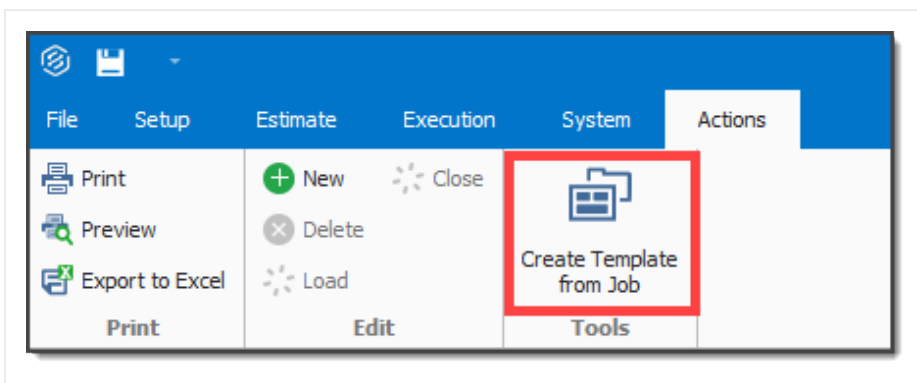 File Setup Estimate Execution System Actions
Print New Close
Preview Delete
Export to Excel Load
Create Template
from Job
Print Edit Tools